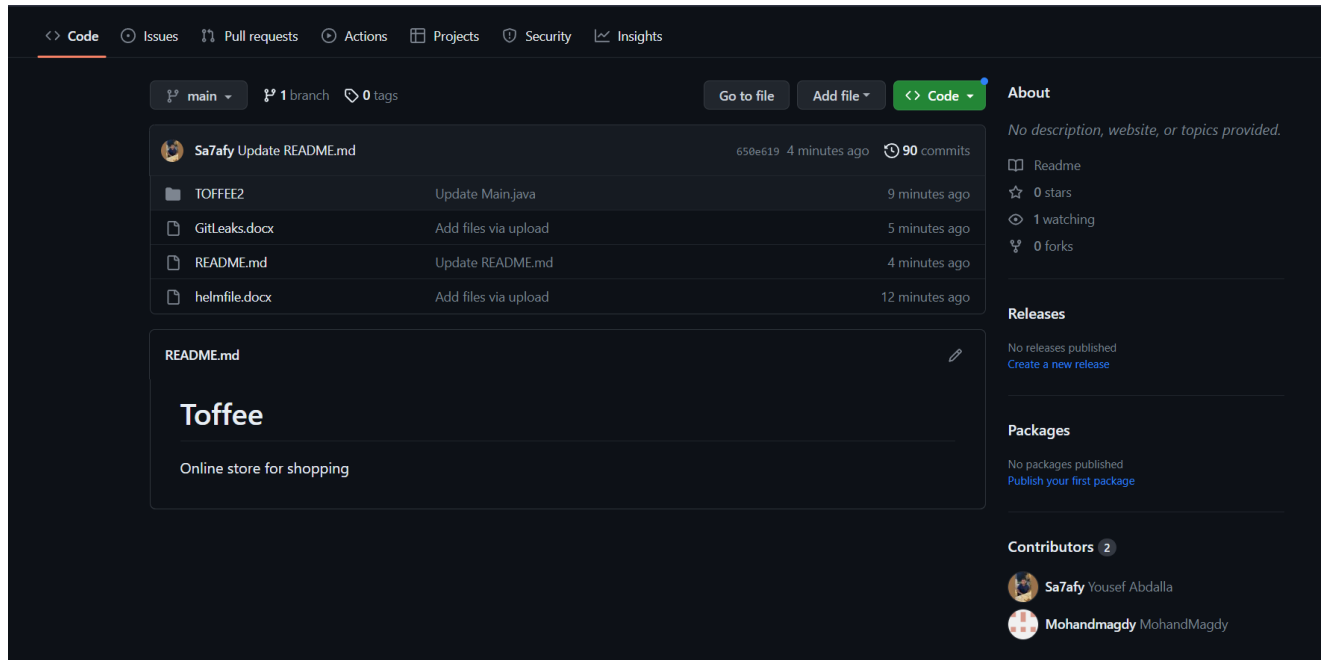 Code Issues Pull requests Actions Projects Security Insights
main 1 branch 0 tags Go to file Add file Code
Sa7afy Update README.md 650e619 4 minutes ago 90 commits
TOFFEE2 Update Main.java 9 minutes ago
GitLeaks.docx Add files via upload 5 minutes ago
README.md Update README.md 4 minutes ago
helmfile.docx Add files via upload 12 minutes ago
README.md
Toffee
Online store for shopping
About
No description, website, or topics provided.
Readme
0 stars
1 watching
0 forks
Releases
No releases published
Create a new release
Packages
No packages published
Publish your first package
Contributors 2
Sa7afy Yousef Abdalla
Mohandmagdy MohandMagdy